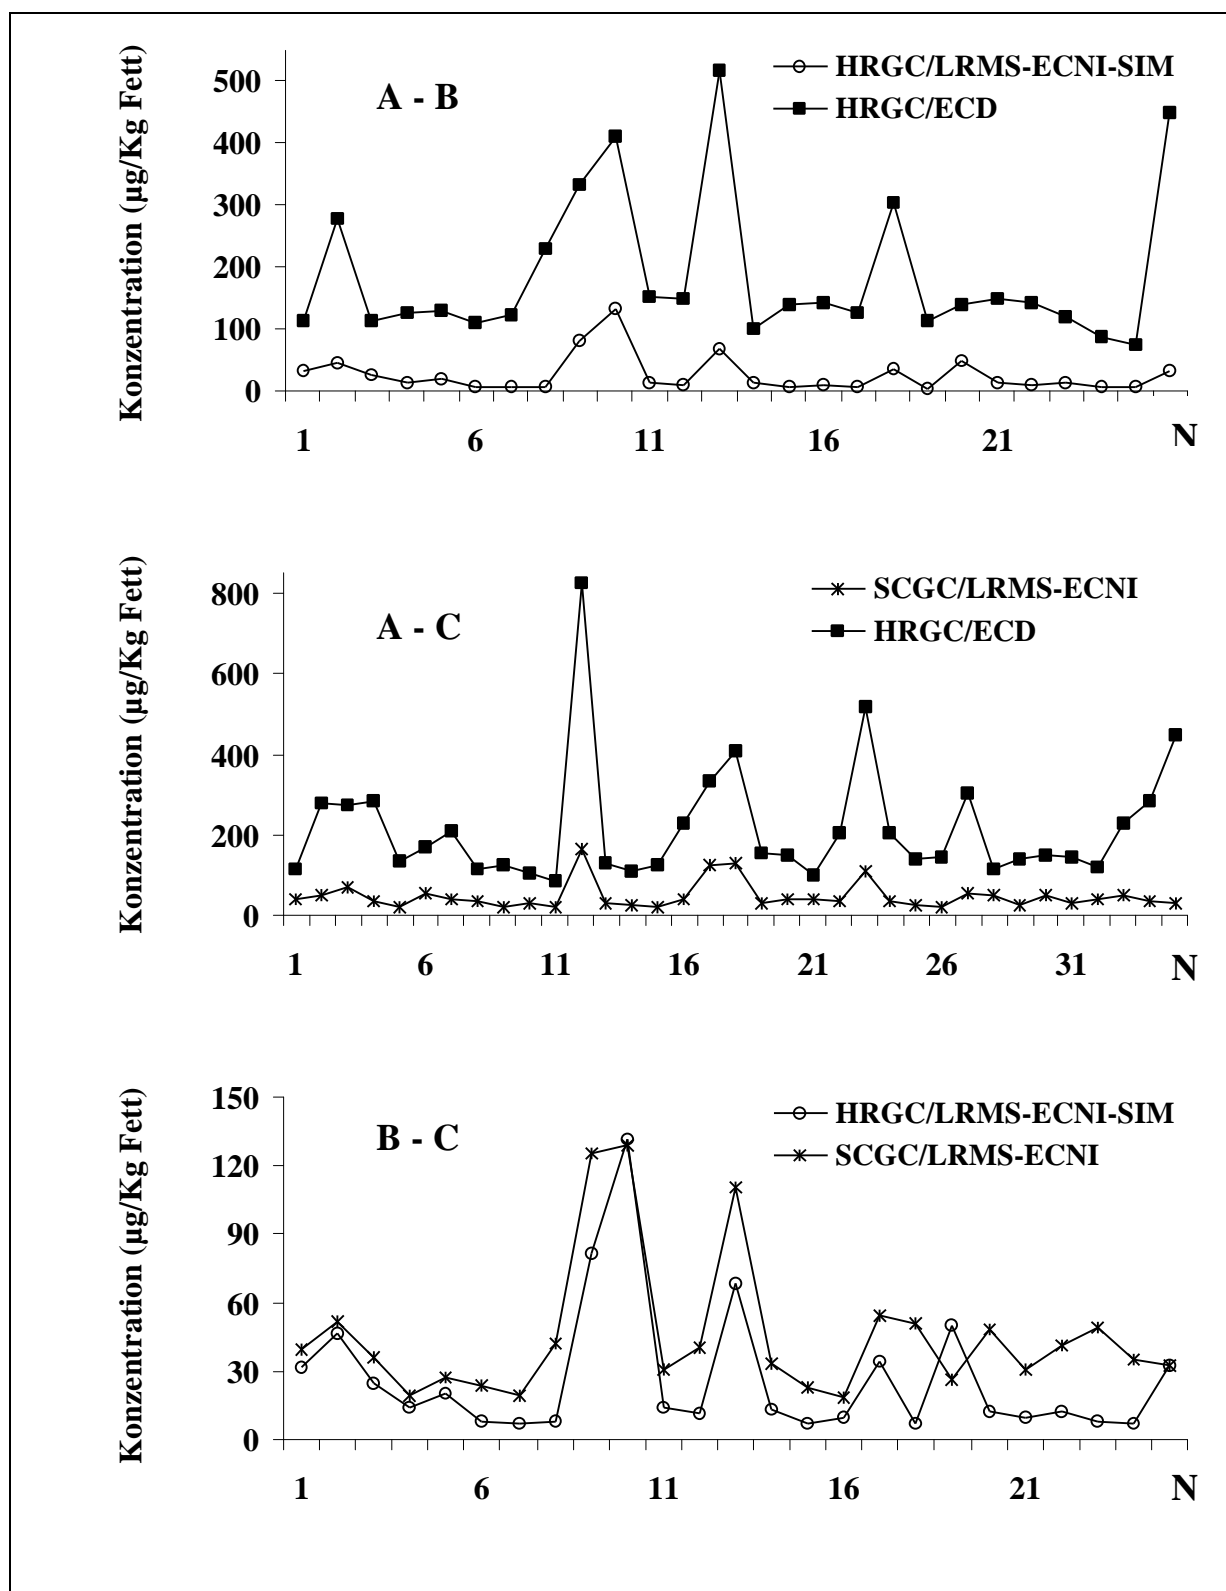 Konzentration (µg/Kg Fett)
A - B
HRGC/LRMS-ECNI-SIM
HRGC/ECD
500
400
300
200
100
0
1 6 11 16 21 N
Konzentration (µg/Kg Fett)
A - C
SCGC/LRMS-ECNI
HRGC/ECD
800
600
400
200
0
1 6 11 16 21 26 31 N
Konzentration (µg/Kg Fett)
B - C
HRGC/LRMS-ECNI-SIM
SCGC/LRMS-ECNI
150
120
90
60
30
0
1 6 11 16 21 N